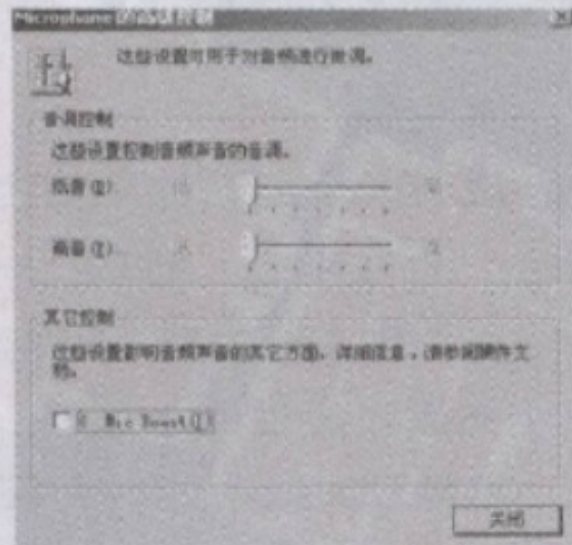 Microphone 的高级控制
这些设置可用于对音频进行微调。
音调控制
这些设置控制音频声音的音调。
低音(B)
高音(T)
其它控制
这些设置影响音频声音的其它方面。详细信息，请参阅硬件文
档。
Mic Boost(1)
关闭